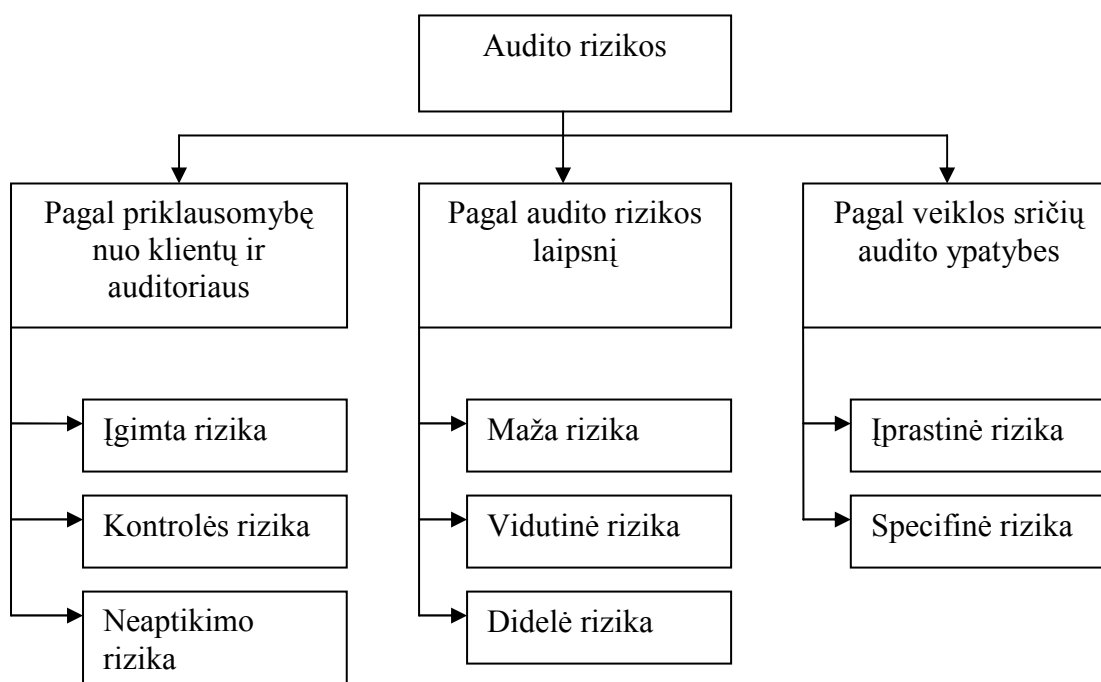 Audito rizikos
Pagal priklausomybę
nuo klientų ir
auditoriaus
Pagal audito rizikos
laipsnį
Pagal veiklos sričių
audito ypatybes
Įgimta rizika
Kontrolės rizika
Neaptikimo
rizika
Maža rizika
Vidutinė rizika
Didelė rizika
Įprastinė rizika
Specifinė rizika